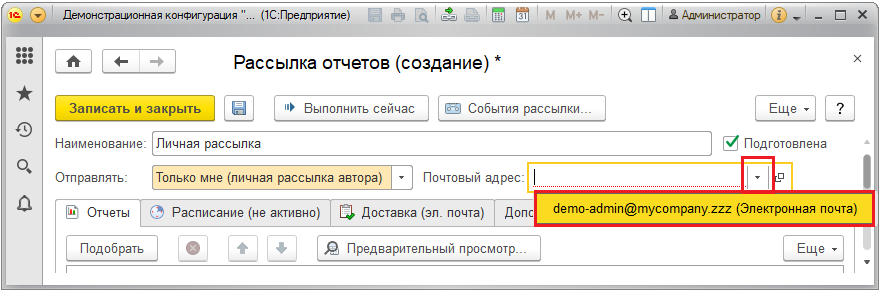 Демонстрационная конфигурация "... (1С:Предприятие) M M+ M- Администратор
Рассылка отчетов (создание) *
Записать и закрыть Выполнить сейчас События рассылки... Еще ?
Наименование: Личная рассылка Подготовлена
Отправлять: Только мне (личная рассылка автора) Почтовый адрес:
demo-admin@mycompany.zzz (Электронная почта)
Отчеты Расписание (не активно) Доставка (эл. почта) Допо
Подобрать Предварительный просмотр... Еще